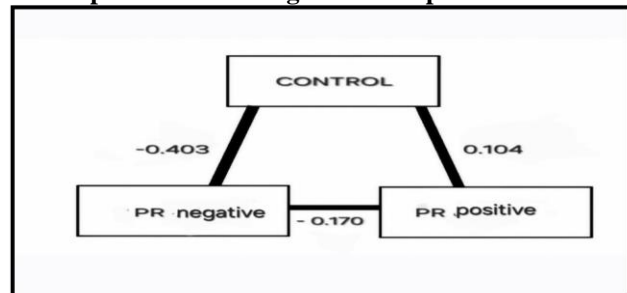 CONTROL
-0.403
0.104
PR negative
- 0.170
PR positive